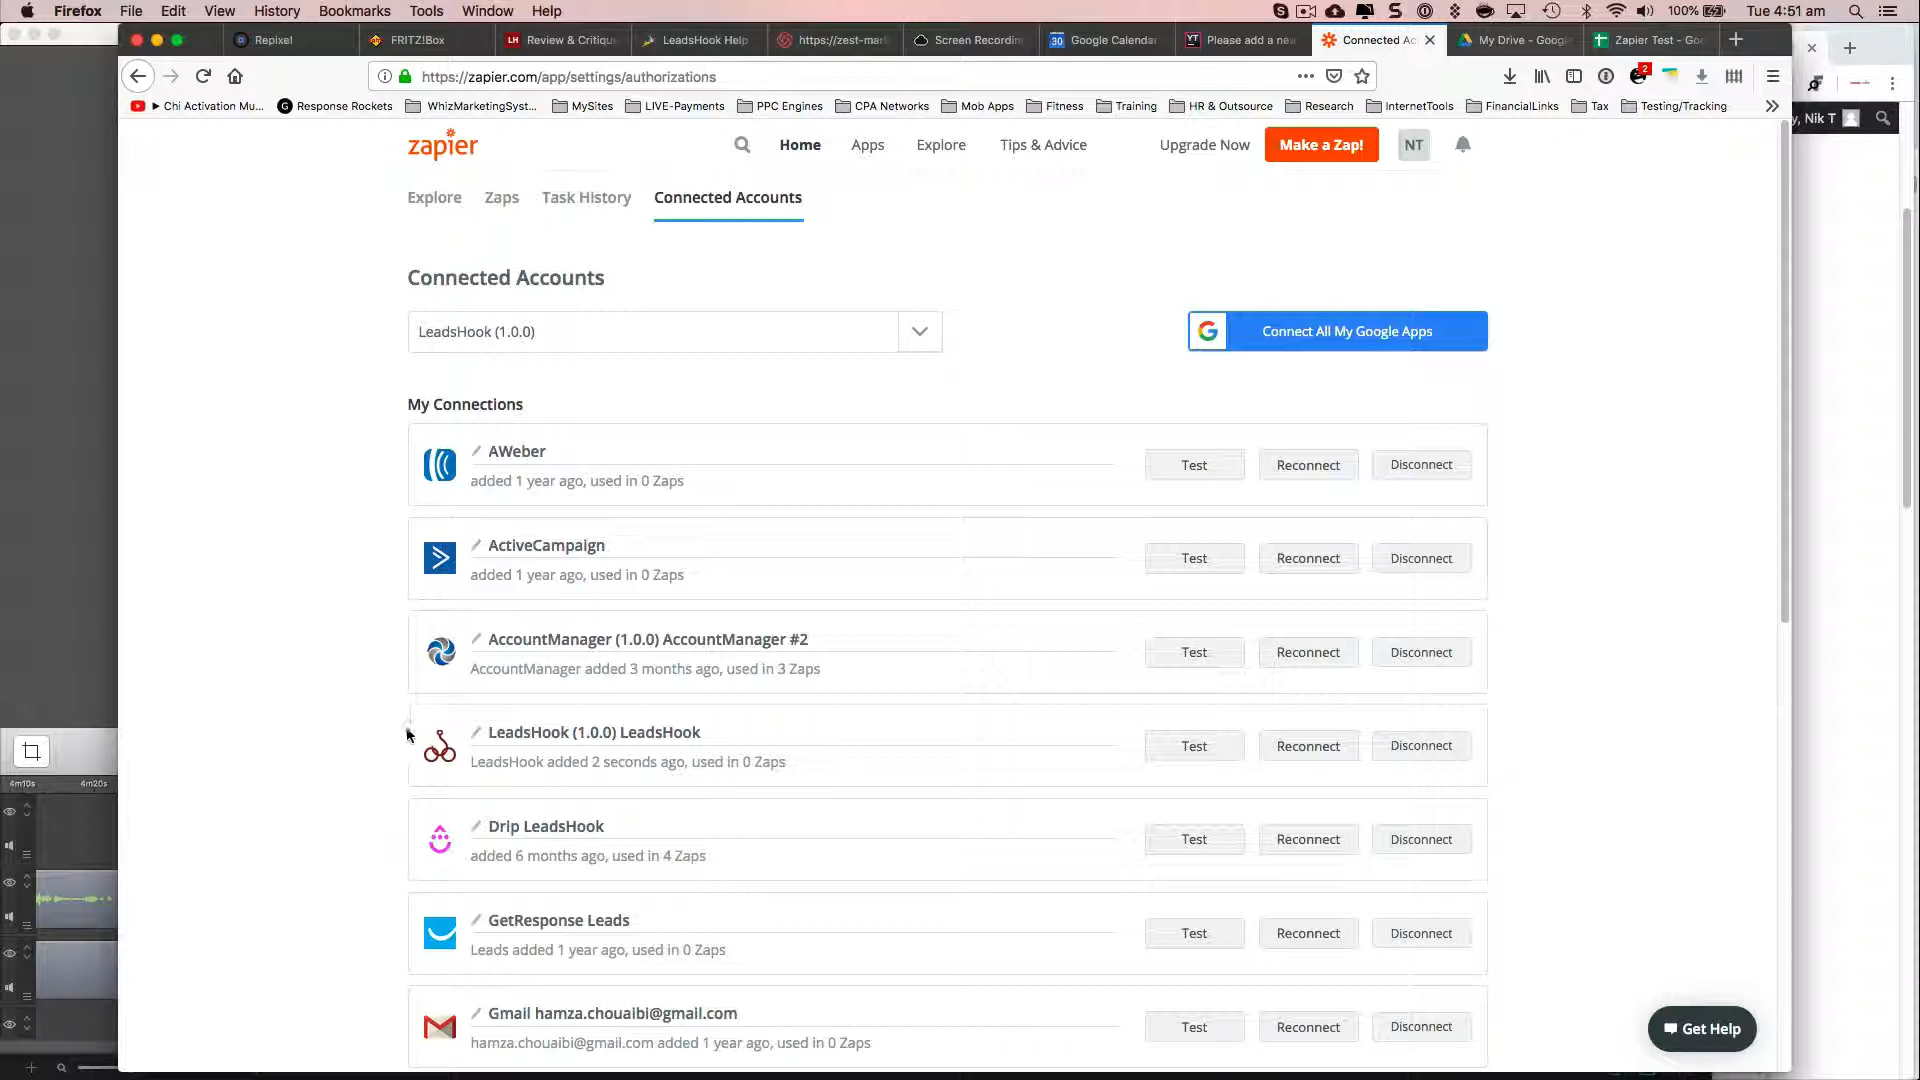 Firefox File Edit View History Bookmarks Tools Window Help 100% Tue 4:51 am
Repixel FRITZ!Box LH Review & Critiqu LeadsHook Help https://zest-mar Screen Recordin 30 Google Calenda YT Please add a new Connected Ac My Drive - Googl Zapier Test - Goo
https://zapier.com/app/settings/authorizations 2
Chi Activation Mu... G Response Rockets WhizMarketingSyst... MySites LIVE-Payments PPC Engines CPA Networks Mob Apps Fitness Training HR & Outsource Research InternetTools FinancialLinks Tax Testing/Tracking
y, Nik T
zapier Home Apps Explore Tips & Advice Upgrade Now Make a Zap! NT
Explore Zaps Task History Connected Accounts
Connected Accounts
LeadsHook (1.0.0)
G Connect All My Google Apps
My Connections
AWeber
added 1 year ago, used in 0 Zaps
Test Reconnect Disconnect
ActiveCampaign
added 1 year ago, used in 0 Zaps
Test Reconnect Disconnect
AccountManager (1.0.0) AccountManager #2
AccountManager added 3 months ago, used in 3 Zaps
Test Reconnect Disconnect
LeadsHook (1.0.0) LeadsHook
LeadsHook added 2 seconds ago, used in 0 Zaps
Test Reconnect Disconnect
Drip LeadsHook
added 6 months ago, used in 4 Zaps
Test Reconnect Disconnect
GetResponse Leads
Leads added 1 year ago, used in 0 Zaps
Test Reconnect Disconnect
Gmail hamza.chouaibi@gmail.com
hamza.chouaibi@gmail.com added 1 year ago, used in 0 Zaps
Test Reconnect Disconnect
Get Help
4m10s 4m20s